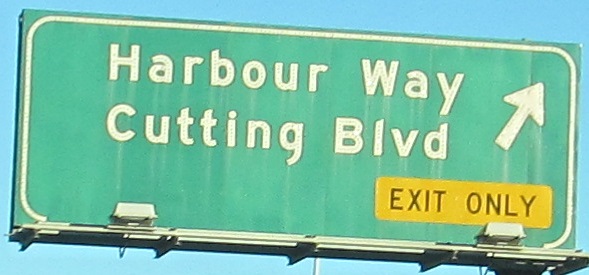 Harbour Way
Cutting Blvd
EXIT ONLY